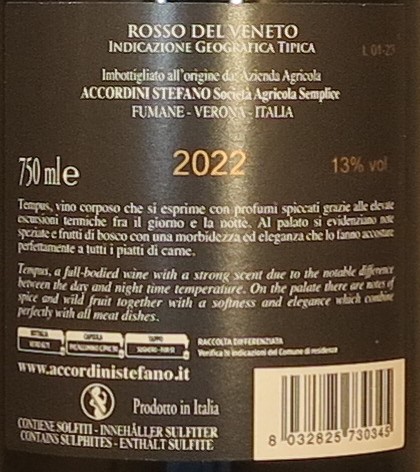 ROSSO DEL VENETO
INDICAZIONE GEOGRAFICA TIPICA
L 01-25
Imbottigliato all'origine da: Azienda Agricola
ACCORDINI STEFANO Società Agricola Semplice
FUMANE - VERONA - ITALIA
750 ml e
2022
13% vol
Tempus, vino corposo che si esprime con profumi spiccati grazie alle elevate
escursioni termiche fra il giorno e la notte. Al palato si evidenziano note
speziate e frutti di bosco con una morbidezza ed eleganza che lo fanno accostare
perfettamente a tutti i piatti di carne.
Tempus, a full-bodied wine with a strong scent due to the notable difference
between the day and night time temperature. On the palate there are notes of
spice and wild fruit together with a softness and elegance which combine
perfectly with all meat dishes.
BOTTIGLIA
CAPSULA
TAPPO
RACCOLTA DIFFERENZIATA
Verifica le indicazioni del Comune di residenza
www.accordinistefano.it
Prodotto in Italia
CONTIENE SOLFITI - INNEHÅLLER SULFITER
CONTAINS SULPHITES - ENTHALT SULFITE
8 032825 730345